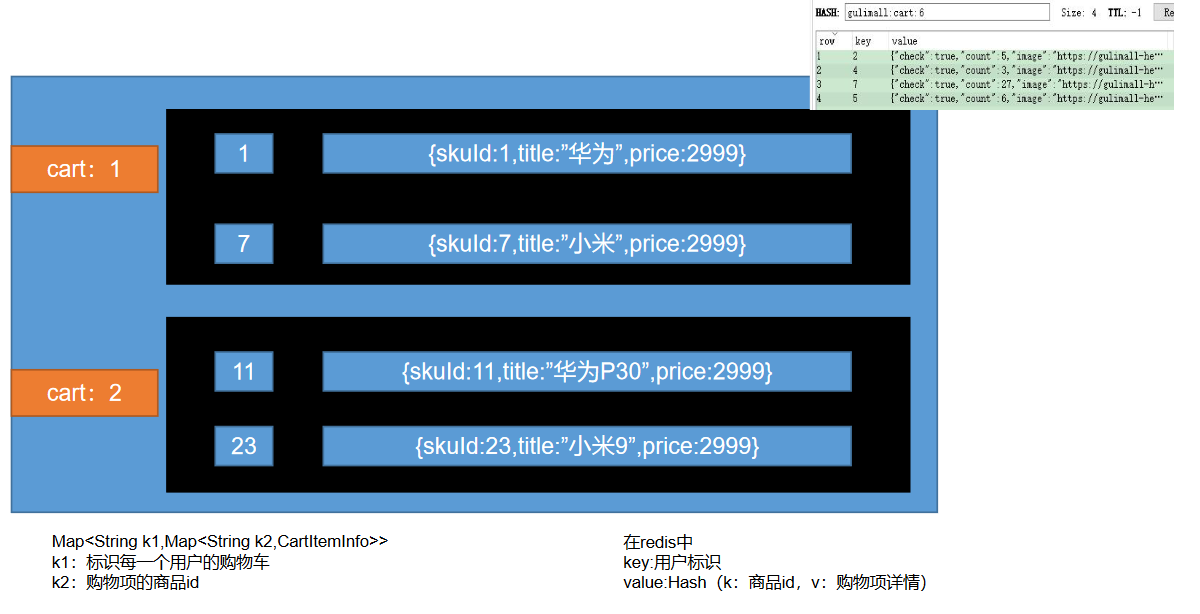 HASH: gulimall:cart:6 Size: 4 TTL: -1 Re
row key value
1 2 {"check":true,"count":5,"image":"https://gulimall-he…
2 4 {"check":true,"count":3,"image":"https://gulimall-he…
3 7 {"check":true,"count":27,"image":"https://gulimall-h…
4 5 {"check":true,"count":6,"image":"https://gulimall-he…
cart：1
1 {skuId:1,title:”华为”,price:2999}
7 {skuId:7,title:”小米”,price:2999}
cart：2
11 {skuId:11,title:”华为P30”,price:2999}
23 {skuId:23,title:”小米9”,price:2999}
Map<String k1,Map<String k2,CartItemInfo>>
k1：标识每一个用户的购物车
k2：购物项的商品id
在redis中
key:用户标识
value:Hash（k：商品id，v：购物项详情）